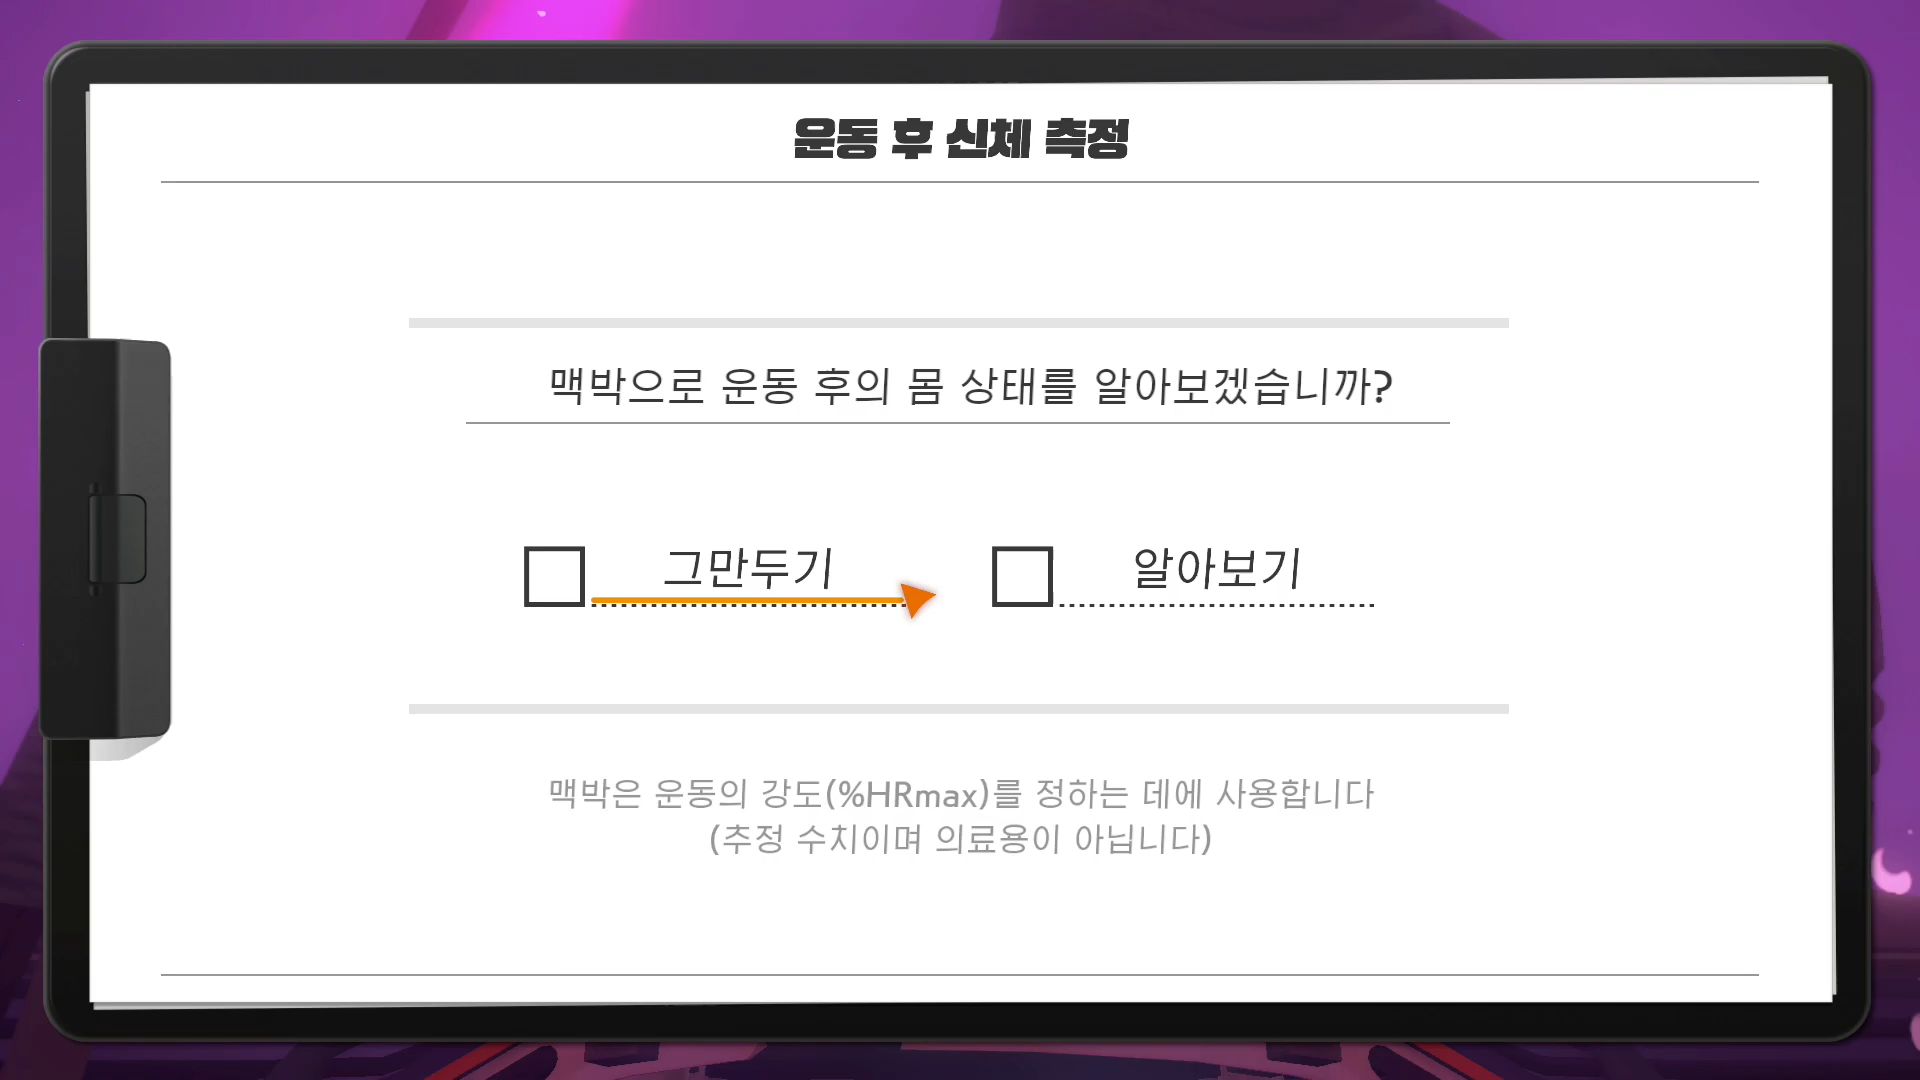 운동 후 신체 측정
맥박으로 운동 후의 몸 상태를 알아보겠습니까?
그만두기
알아보기
맥박은 운동의 강도(%HRmax)를 정하는 데에 사용합니다
(추정 수치이며 의료용이 아닙니다)